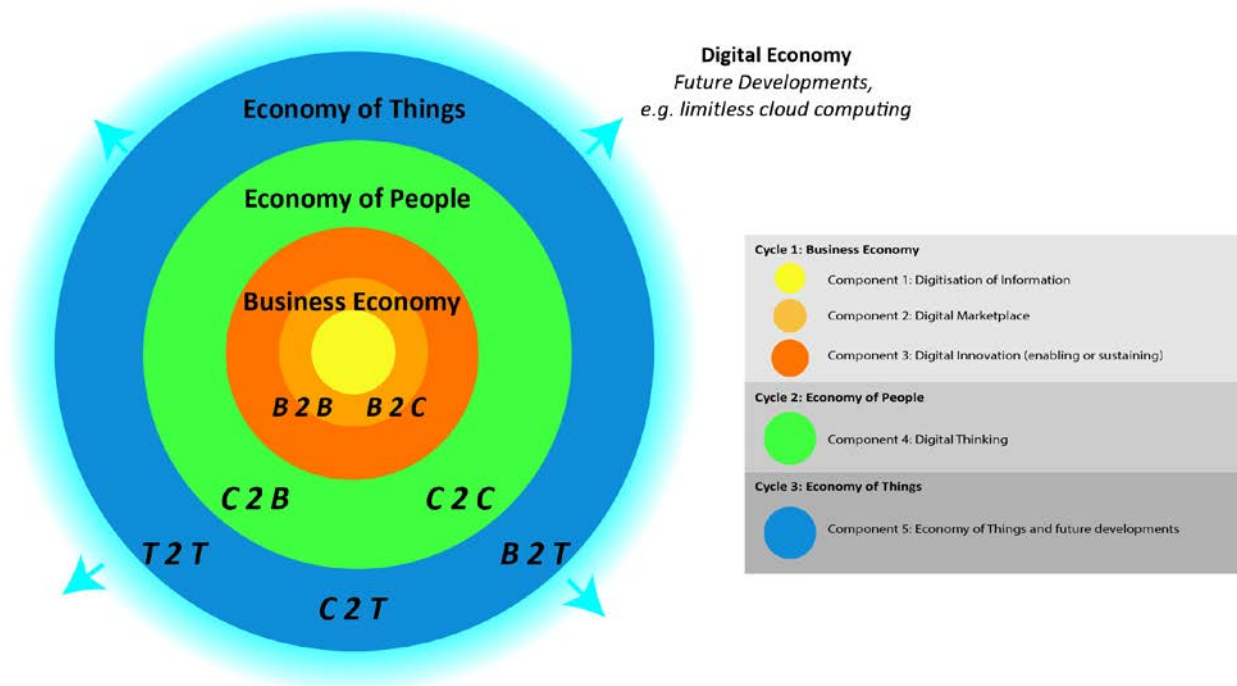 Digital Economy
Future Developments,
e.g. limitless cloud computing
Economy of Things
Economy of People
Business Economy
B 2 B B 2 C
C 2 B C 2 C
T 2 T B 2 T
C 2 T
Cycle 1: Business Economy
Component 1: Digitisation of Information
Component 2: Digital Marketplace
Component 3: Digital Innovation (enabling or sustaining)
Cycle 2: Economy of People
Component 4: Digital Thinking
Cycle 3: Economy of Things
Component 5: Economy of Things and future developments